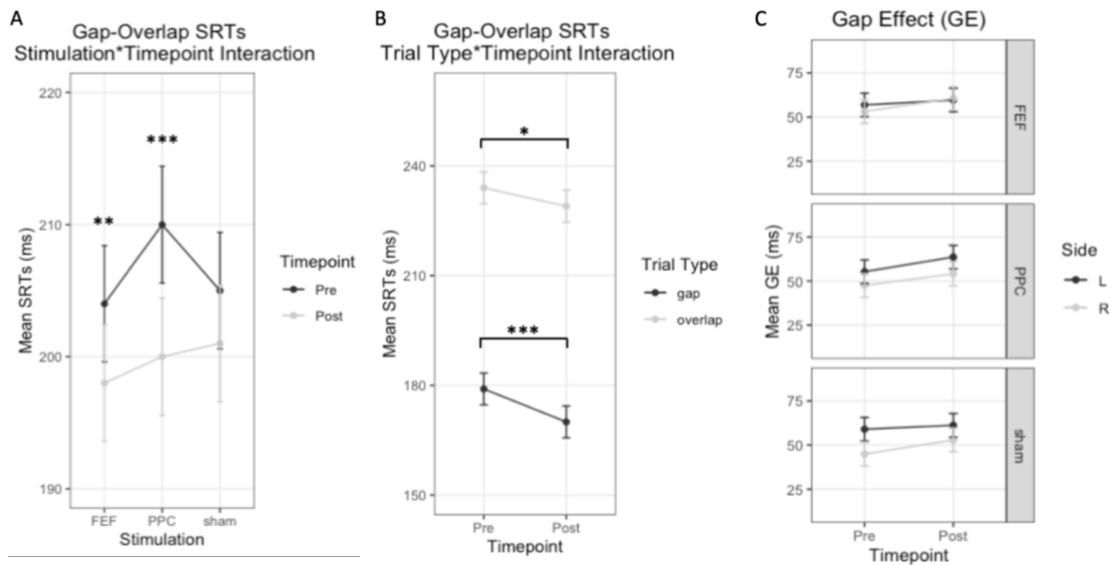 A
Gap-Overlap SRTs
Stimulation*Timepoint Interaction
220
210
200
190
Mean SRTs (ms)
***
**
FEF PPC sham
Stimulation
Timepoint
Pre
Post
B
Gap-Overlap SRTs
Trial Type*Timepoint Interaction
240
210
180
150
Mean SRTs (ms)
*
***
Pre Post
Timepoint
Trial Type
gap
overlap
C
Gap Effect (GE)
75
50
25
FEF
75
50
25
PPC
75
50
25
sham
Mean GE (ms)
Pre Post
Timepoint
Side
L
R